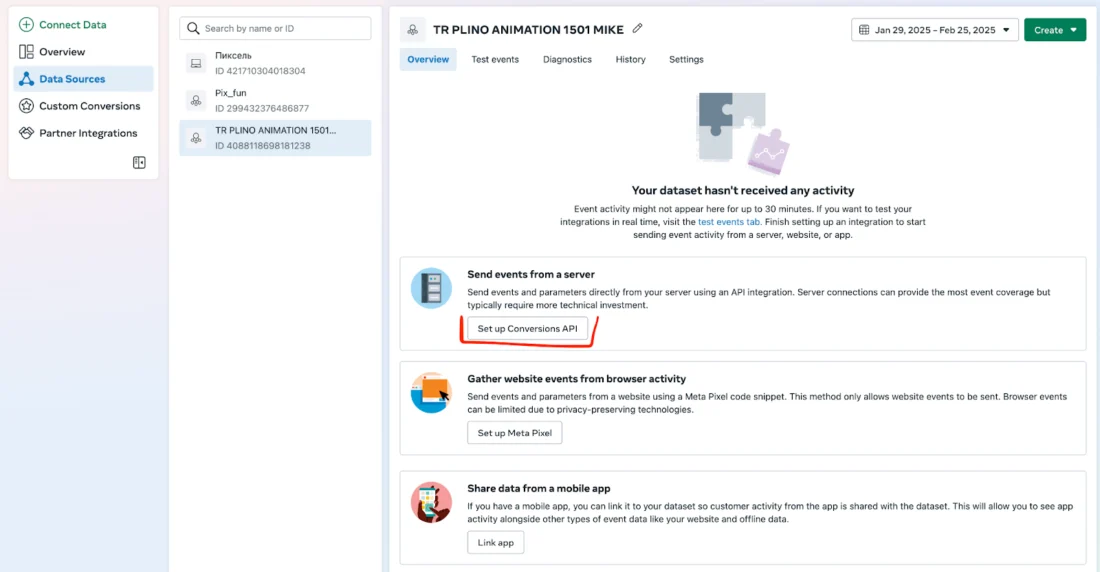 Connect Data
Overview
Data Sources
Custom Conversions
Partner Integrations
Search by name or ID
Пиксель
ID 421710304018304
Pix_fun
ID 299432376486877
TR PLINO ANIMATION 1501...
ID 4088118698181238
TR PLINO ANIMATION 1501 MIKE
Jan 29, 2025 – Feb 25, 2025
Create
Overview Test events Diagnostics History Settings
Your dataset hasn't received any activity
Event activity might not appear here for up to 30 minutes. If you want to test your
integrations in real time, visit the test events tab. Finish setting up an integration to start
sending event activity from a server, website, or app.
Send events from a server
Send events and parameters directly from your server using an API integration. Server connections can provide the most event coverage but
typically require more technical investment.
Set up Conversions API
Gather website events from browser activity
Send events and parameters from a website using a Meta Pixel code snippet. This method only allows website events to be sent. Browser events
can be limited due to privacy-preserving technologies.
Set up Meta Pixel
Share data from a mobile app
If you have a mobile app, you can link it to your dataset so customer activity from the app is shared with the dataset. This will allow you to see app
activity alongside other types of event data like your website and offline data.
Link app